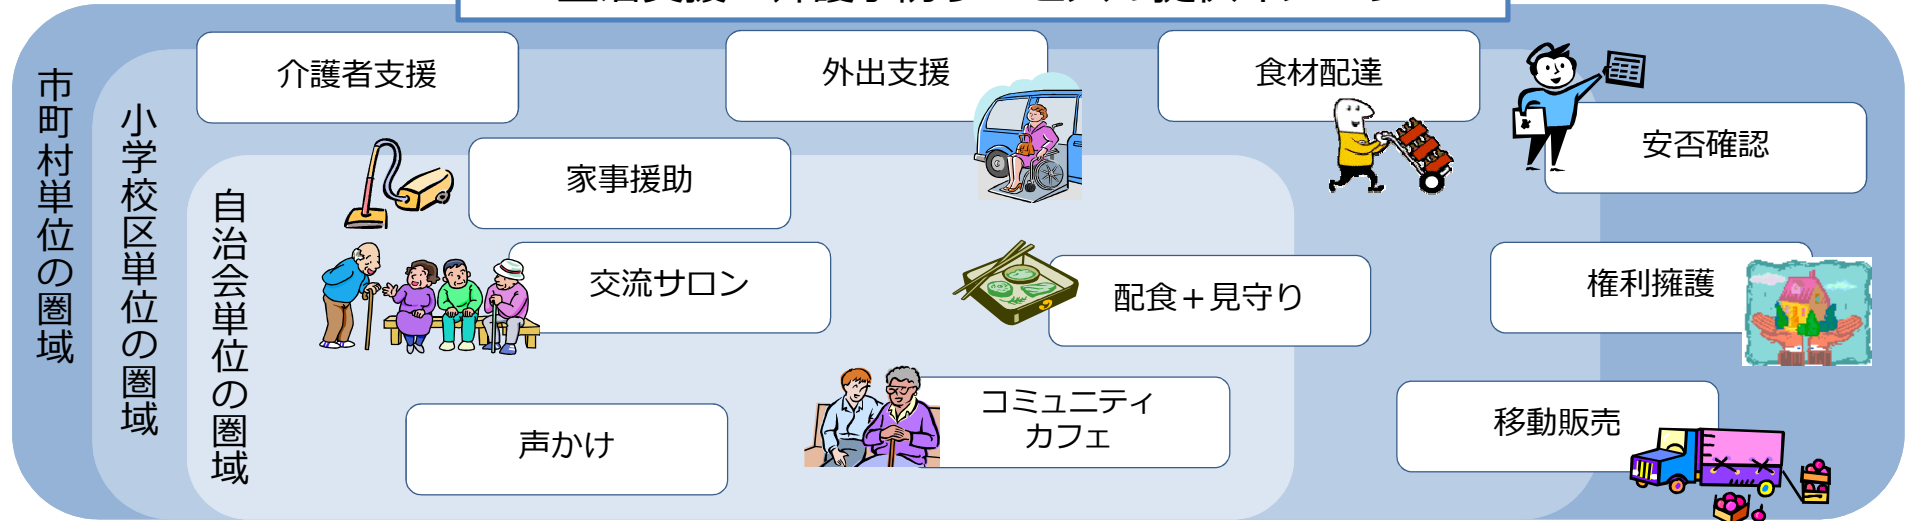 市町村単位の圏域
小学校区単位の圏域
自治会単位の圏域
介護者支援
外出支援
食材配達
安否確認
家事援助
交流サロン
配食＋見守り
権利擁護
声かけ
コミュニティ
カフェ
移動販売